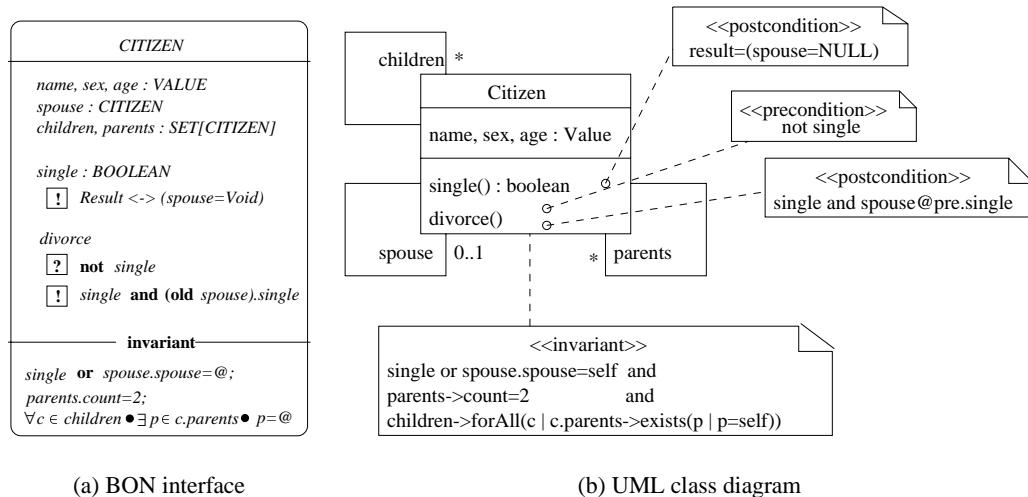 CITIZEN
name, sex, age : VALUE
spouse : CITIZEN
children, parents : SET[CITIZEN]
single : BOOLEAN
! Result <-> (spouse=Void)
divorce
? not single
! single and (old spouse).single
invariant
single or spouse.spouse=@;
parents.count=2;
∀c ∈ children ● ∃ p ∈ c.parents ● p=@
(a) BON interface
<<postcondition>>
result=(spouse=NULL)
children *
Citizen
<<precondition>>
not single
name, sex, age : Value
single() : boolean
divorce()
<<postcondition>>
single and spouse@pre.single
spouse 0..1 * parents
<<invariant>>
single or spouse.spouse=self and
parents->count=2 and
children->forAll(c | c.parents->exists(p | p=self))
(b) UML class diagram